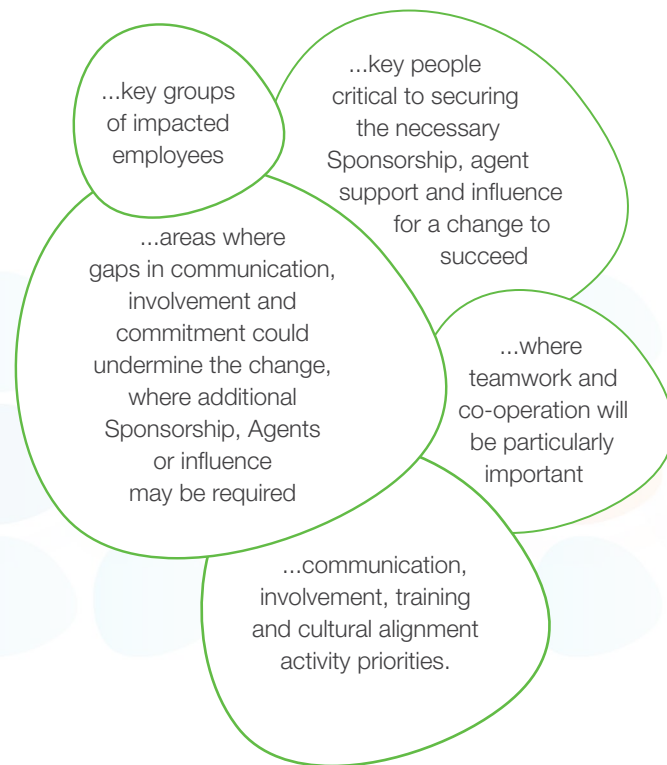 ...key groups
of impacted
employees
...key people
critical to securing
the necessary
Sponsorship, agent
support and influence
for a change to
succeed
...areas where
gaps in communication,
involvement and
commitment could
undermine the change,
where additional
Sponsorship, Agents
or influence
may be required
...where
teamwork and
co-operation will
be particularly
important
...communication,
involvement, training
and cultural alignment
activity priorities.